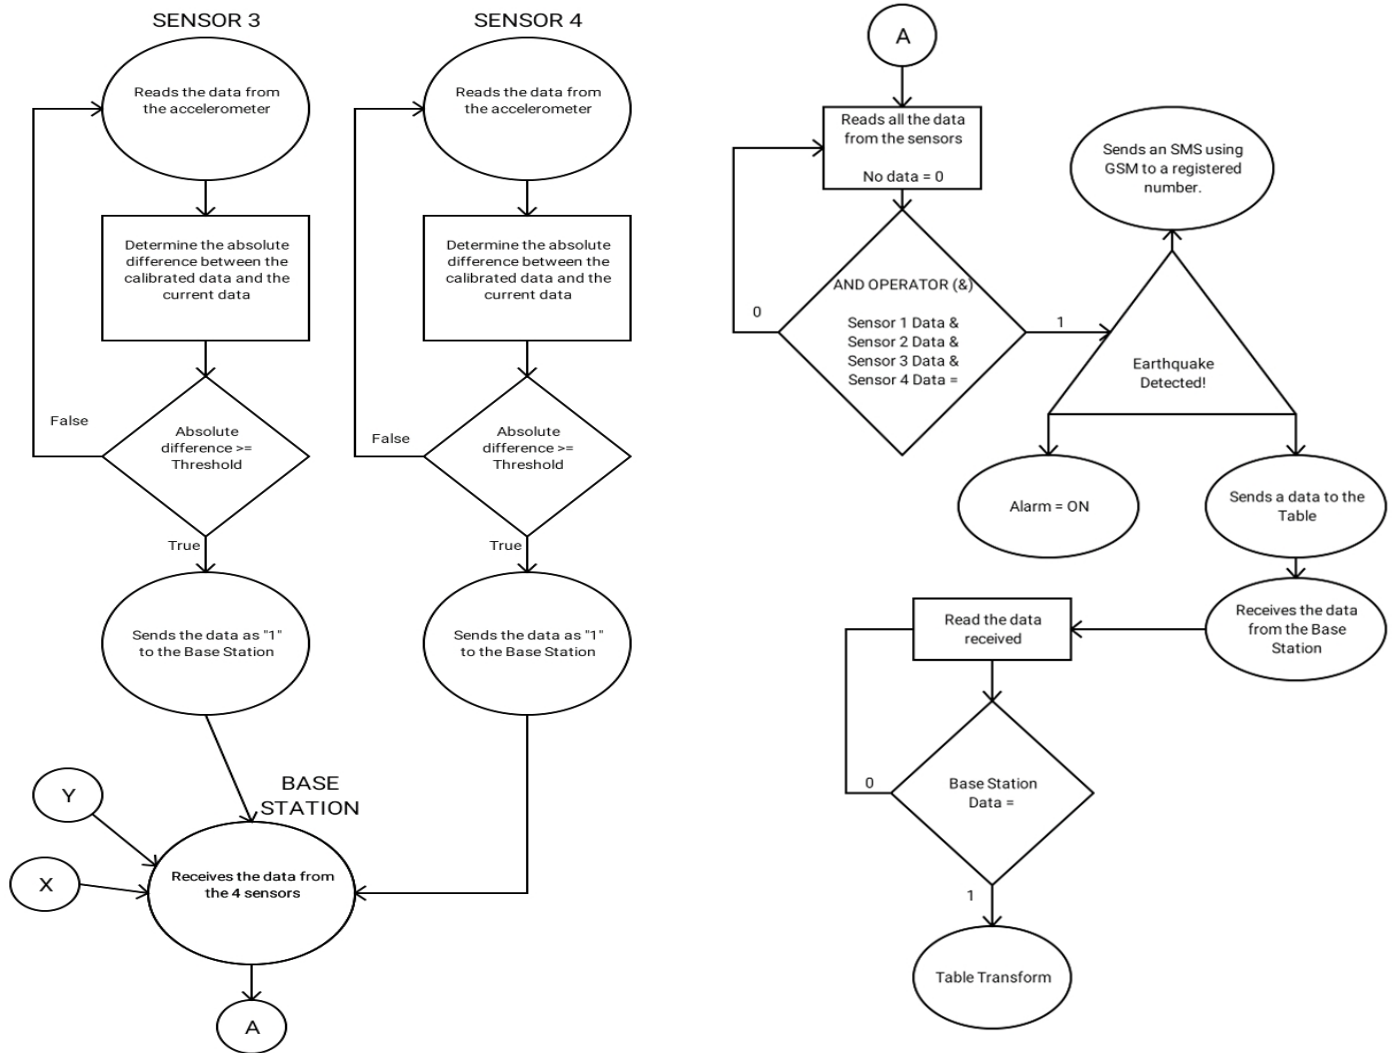 SENSOR 3
Reads the data from
the accelerometer
Determine the absolute
difference between the
calibrated data and the
current data
False
Absolute
difference >=
Threshold
True
Sends the data as "1"
to the Base Station
SENSOR 4
Reads the data from
the accelerometer
Determine the absolute
difference between the
calibrated data and the
current data
False
Absolute
difference >=
Threshold
True
Sends the data as "1"
to the Base Station
Y
X
BASE
STATION
Receives the data from
the 4 sensors
A
A
Reads all the data
from the sensors
No data = 0
AND OPERATOR (&)
Sensor 1 Data &
Sensor 2 Data &
Sensor 3 Data &
Sensor 4 Data =
0
1
Sends an SMS using
GSM to a registered
number.
Earthquake
Detected!
Alarm = ON
Sends a data to the
Table
Receives the data
from the Base
Station
Read the data
received
0
Base Station
Data =
1
Table Transform